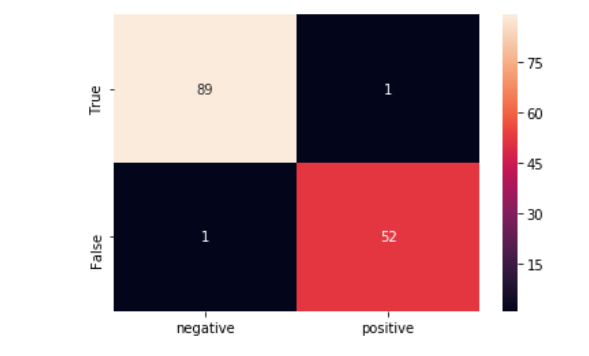 True
89
1
False
1
52
negative
positive
75
60
45
30
15